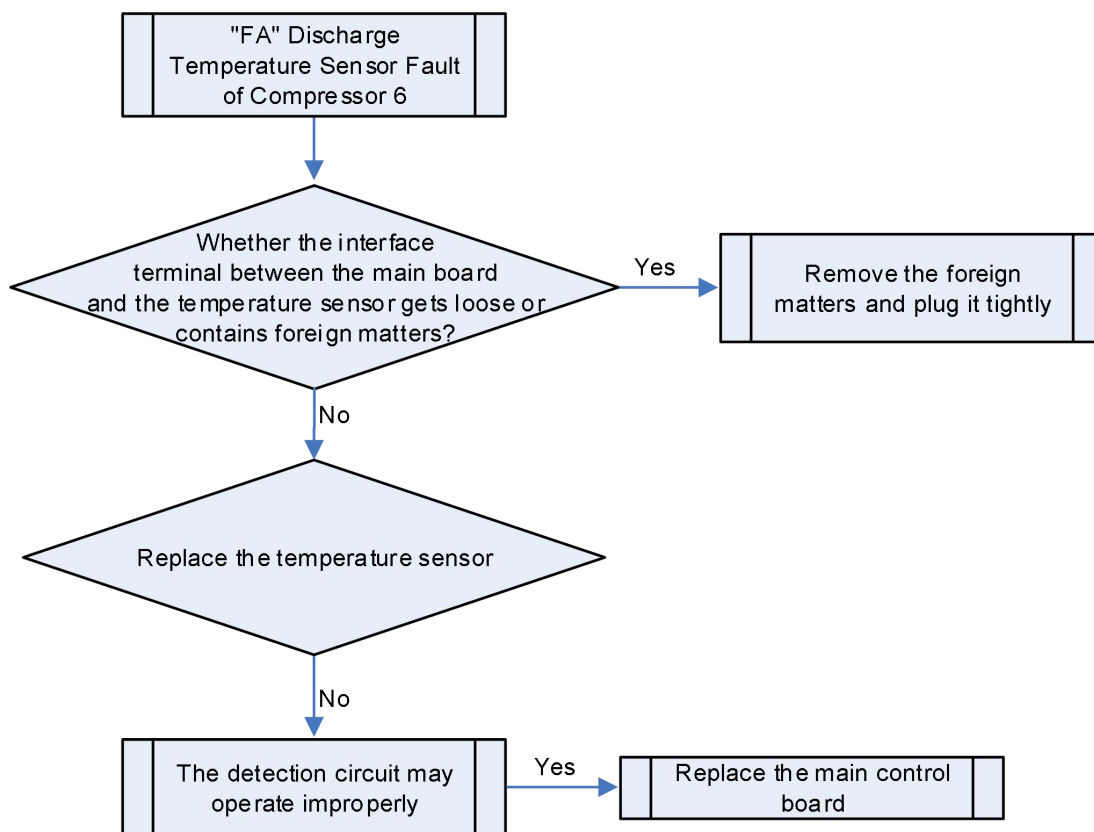 "FA" Discharge
Temperature Sensor Fault
of Compressor 6
Whether the interface
terminal between the main board
and the temperature sensor gets loose or
contains foreign matters?
Yes
Remove the foreign
matters and plug it tightly
No
Replace the temperature sensor
No
The detection circuit may
operate improperly
Yes
Replace the main control
board